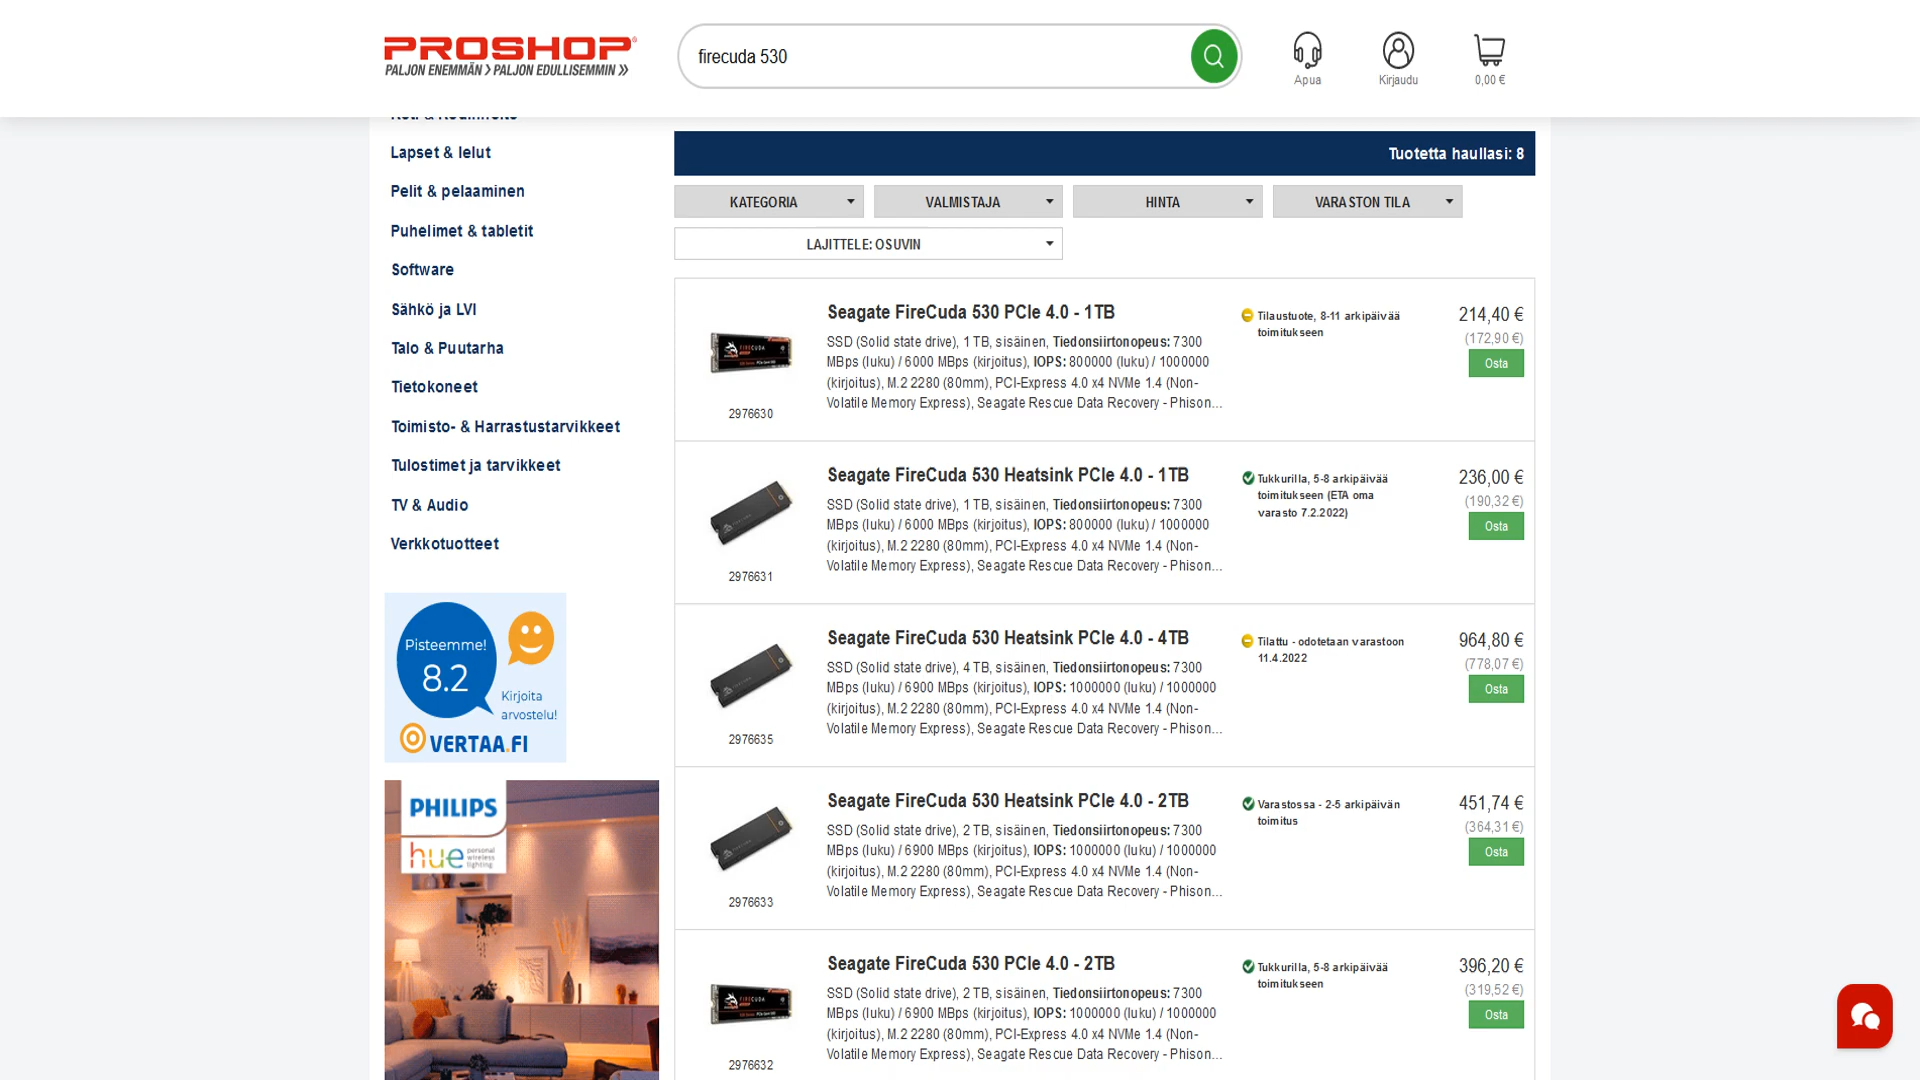 PROSHOP
PALJON ENEMMÄN > PALJON EDULLISEMMIN »
firecuda 530
Apua
Kirjaudu
0,00 €
Lapset & lelut
Pelit & pelaaminen
Puhelimet & tabletit
Software
Sähkö ja LVI
Talo & Puutarha
Tietokoneet
Toimisto- & Harrastustarvikkeet
Tulostimet ja tarvikkeet
TV & Audio
Verkkotuotteet
Pisteemme!
8.2
Kirjoita
arvostelu!
VERTAA.FI
PHILIPS
hue personal
wireless
lighting
Tuotetta haullasi: 8
KATEGORIA
VALMISTAJA
HINTA
VARASTON TILA
LAJITTELE: OSUVIN
Seagate FireCuda 530 PCIe 4.0 - 1TB
SSD (Solid state drive), 1 TB, sisäinen, Tiedonsiirtonopeus: 7300
MBps (luku) / 6000 MBps (kirjoitus), IOPS: 800000 (luku) / 1000000
(kirjoitus), M.2 2280 (80mm), PCI-Express 4.0 x4 NVMe 1.4 (Non-
Volatile Memory Express), Seagate Rescue Data Recovery - Phison...
2976630
Tilaustuote, 8-11 arkipäivää
toimitukseen
214,40 €
(172,90 €)
Osta
Seagate FireCuda 530 Heatsink PCIe 4.0 - 1TB
SSD (Solid state drive), 1 TB, sisäinen, Tiedonsiirtonopeus: 7300
MBps (luku) / 6000 MBps (kirjoitus), IOPS: 800000 (luku) / 1000000
(kirjoitus), M.2 2280 (80mm), PCI-Express 4.0 x4 NVMe 1.4 (Non-
Volatile Memory Express), Seagate Rescue Data Recovery - Phison...
2976631
Tukkurilla, 5-8 arkipäivää
toimitukseen (ETA oma
varasto 7.2.2022)
236,00 €
(190,32 €)
Osta
Seagate FireCuda 530 Heatsink PCIe 4.0 - 4TB
SSD (Solid state drive), 4 TB, sisäinen, Tiedonsiirtonopeus: 7300
MBps (luku) / 6900 MBps (kirjoitus), IOPS: 1000000 (luku) / 1000000
(kirjoitus), M.2 2280 (80mm), PCI-Express 4.0 x4 NVMe 1.4 (Non-
Volatile Memory Express), Seagate Rescue Data Recovery - Phison...
2976635
Tilattu - odotetaan varastoon
11.4.2022
964,80 €
(778,07 €)
Osta
Seagate FireCuda 530 Heatsink PCIe 4.0 - 2TB
SSD (Solid state drive), 2 TB, sisäinen, Tiedonsiirtonopeus: 7300
MBps (luku) / 6900 MBps (kirjoitus), IOPS: 1000000 (luku) / 1000000
(kirjoitus), M.2 2280 (80mm), PCI-Express 4.0 x4 NVMe 1.4 (Non-
Volatile Memory Express), Seagate Rescue Data Recovery - Phison...
2976633
Varastossa - 2-5 arkipäivän
toimitus
451,74 €
(364,31 €)
Osta
Seagate FireCuda 530 PCIe 4.0 - 2TB
SSD (Solid state drive), 2 TB, sisäinen, Tiedonsiirtonopeus: 7300
MBps (luku) / 6900 MBps (kirjoitus), IOPS: 1000000 (luku) / 1000000
(kirjoitus), M.2 2280 (80mm), PCI-Express 4.0 x4 NVMe 1.4 (Non-
Volatile Memory Express), Seagate Rescue Data Recovery - Phison...
2976632
Tukkurilla, 5-8 arkipäivää
toimitukseen
396,20 €
(319,52 €)
Osta